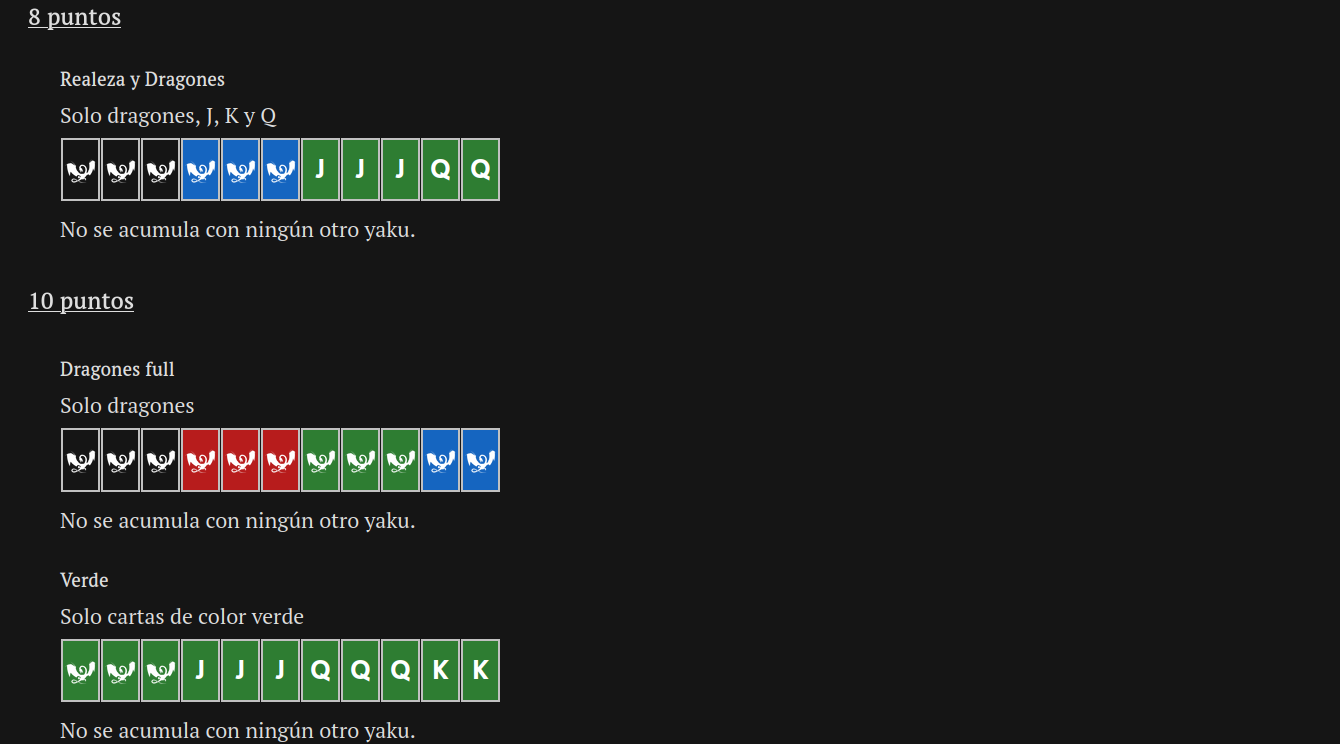 8 puntos
Realeza y Dragones
Solo dragones, J, K y Q
J J J Q Q
No se acumula con ningún otro yaku.
10 puntos
Dragones full
Solo dragones
No se acumula con ningún otro yaku.
Verde
Solo cartas de color verde
J J J Q Q Q K K
No se acumula con ningún otro yaku.